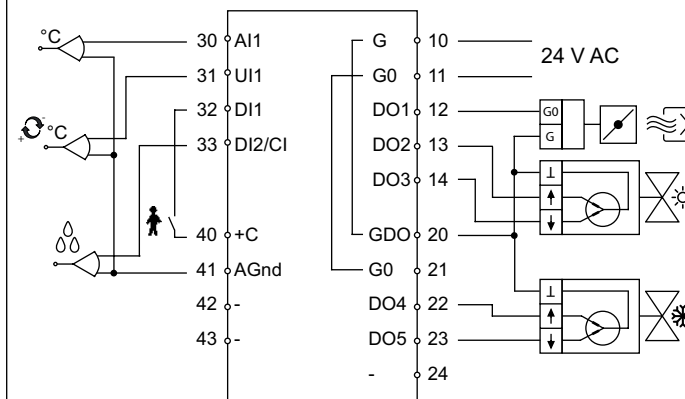 °C
30 AI1 G 10
24 V AC
31 UI1 G0 11
32 DI1 DO1 12 G0
+ - °C
G
33 DI2/CI DO2 13
⊥
DO3 14
40 +C GDO 20
41 AGnd G0 21
⊥
42 - DO4 22
43 - DO5 23
- 24